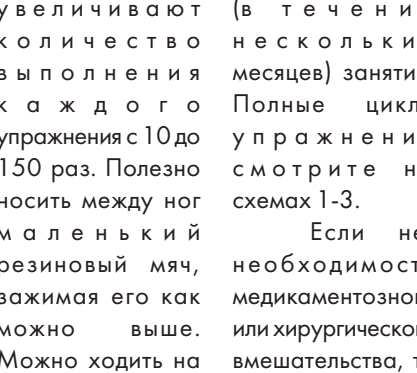 увеличивают
количество
выполнения
каждого
упражнения с 10 до
150 раз. Полезно
носить между ног
маленький
резиновый мяч,
зажимая его как
можно выше.
Можно ходить на
(в течени
нескольки
месяцев) заняти
Полные цикл
упражнени
смотрите н
схемах 1-3.
Если не
необходимост
медикаментозног
или хирургическог
вмешательства, т